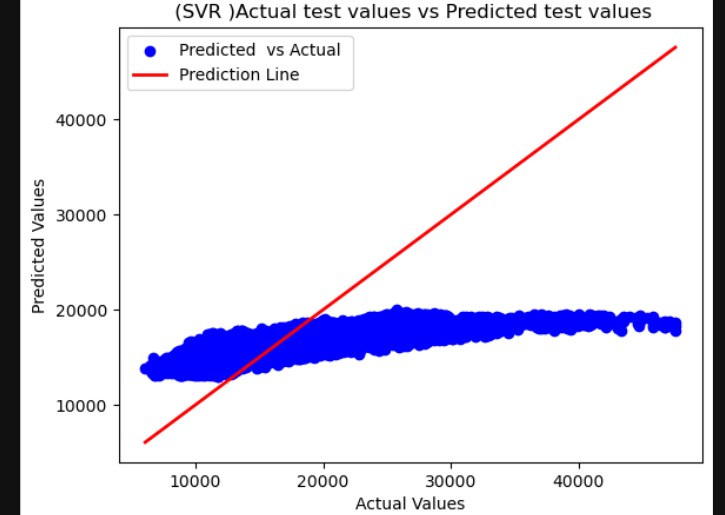 (SVR )Actual test values vs Predicted test values
Predicted  vs Actual
Prediction Line
40000
30000
20000
10000
Predicted Values
10000 20000 30000 40000
Actual Values